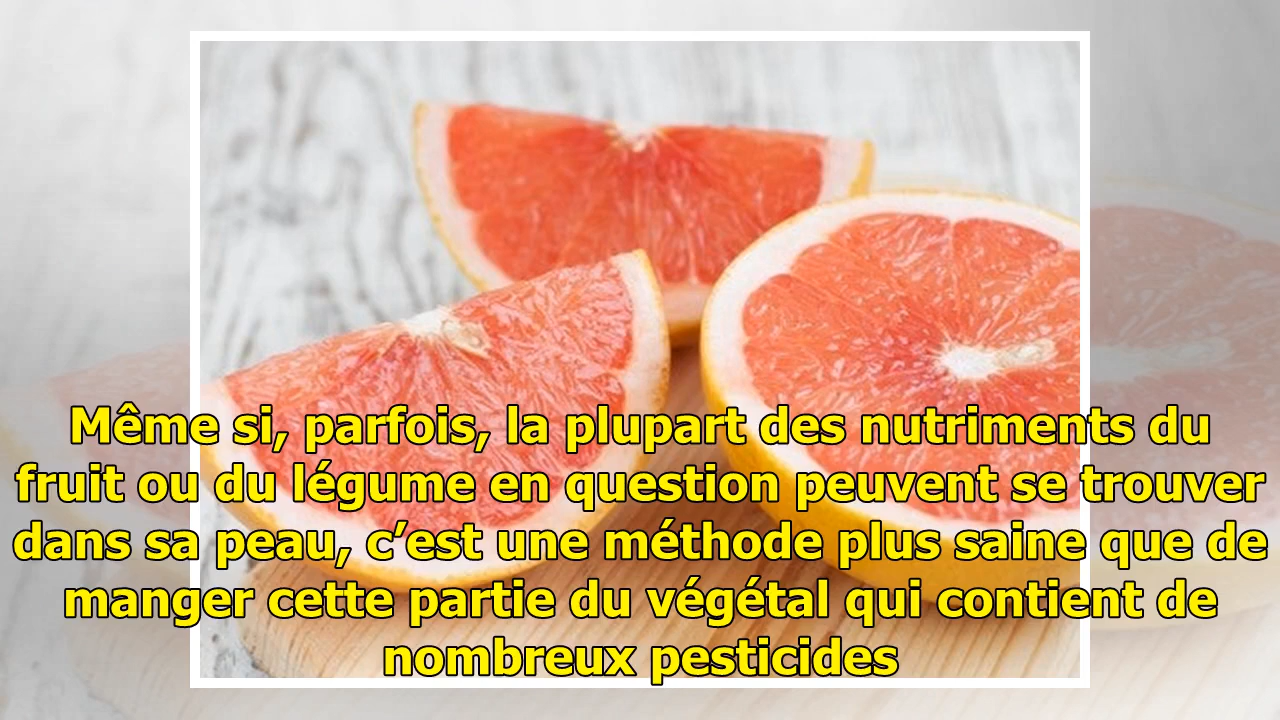 Même si, parfois, la plupart des nutriments du
fruit ou du légume en question peuvent se trouver
dans sa peau, c’est une méthode plus saine que de
manger cette partie du végétal qui contient de
nombreux pesticides